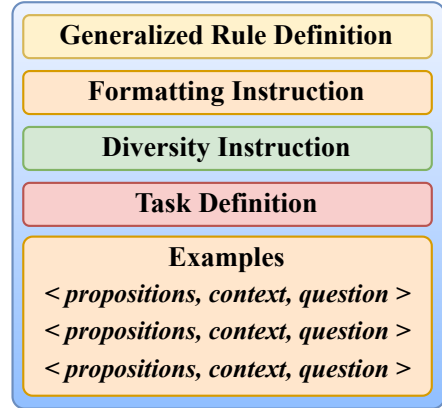 Generalized Rule Definition
Formatting Instruction
Diversity Instruction
Task Definition
Examples
< propositions, context, question >
< propositions, context, question >
< propositions, context, question >